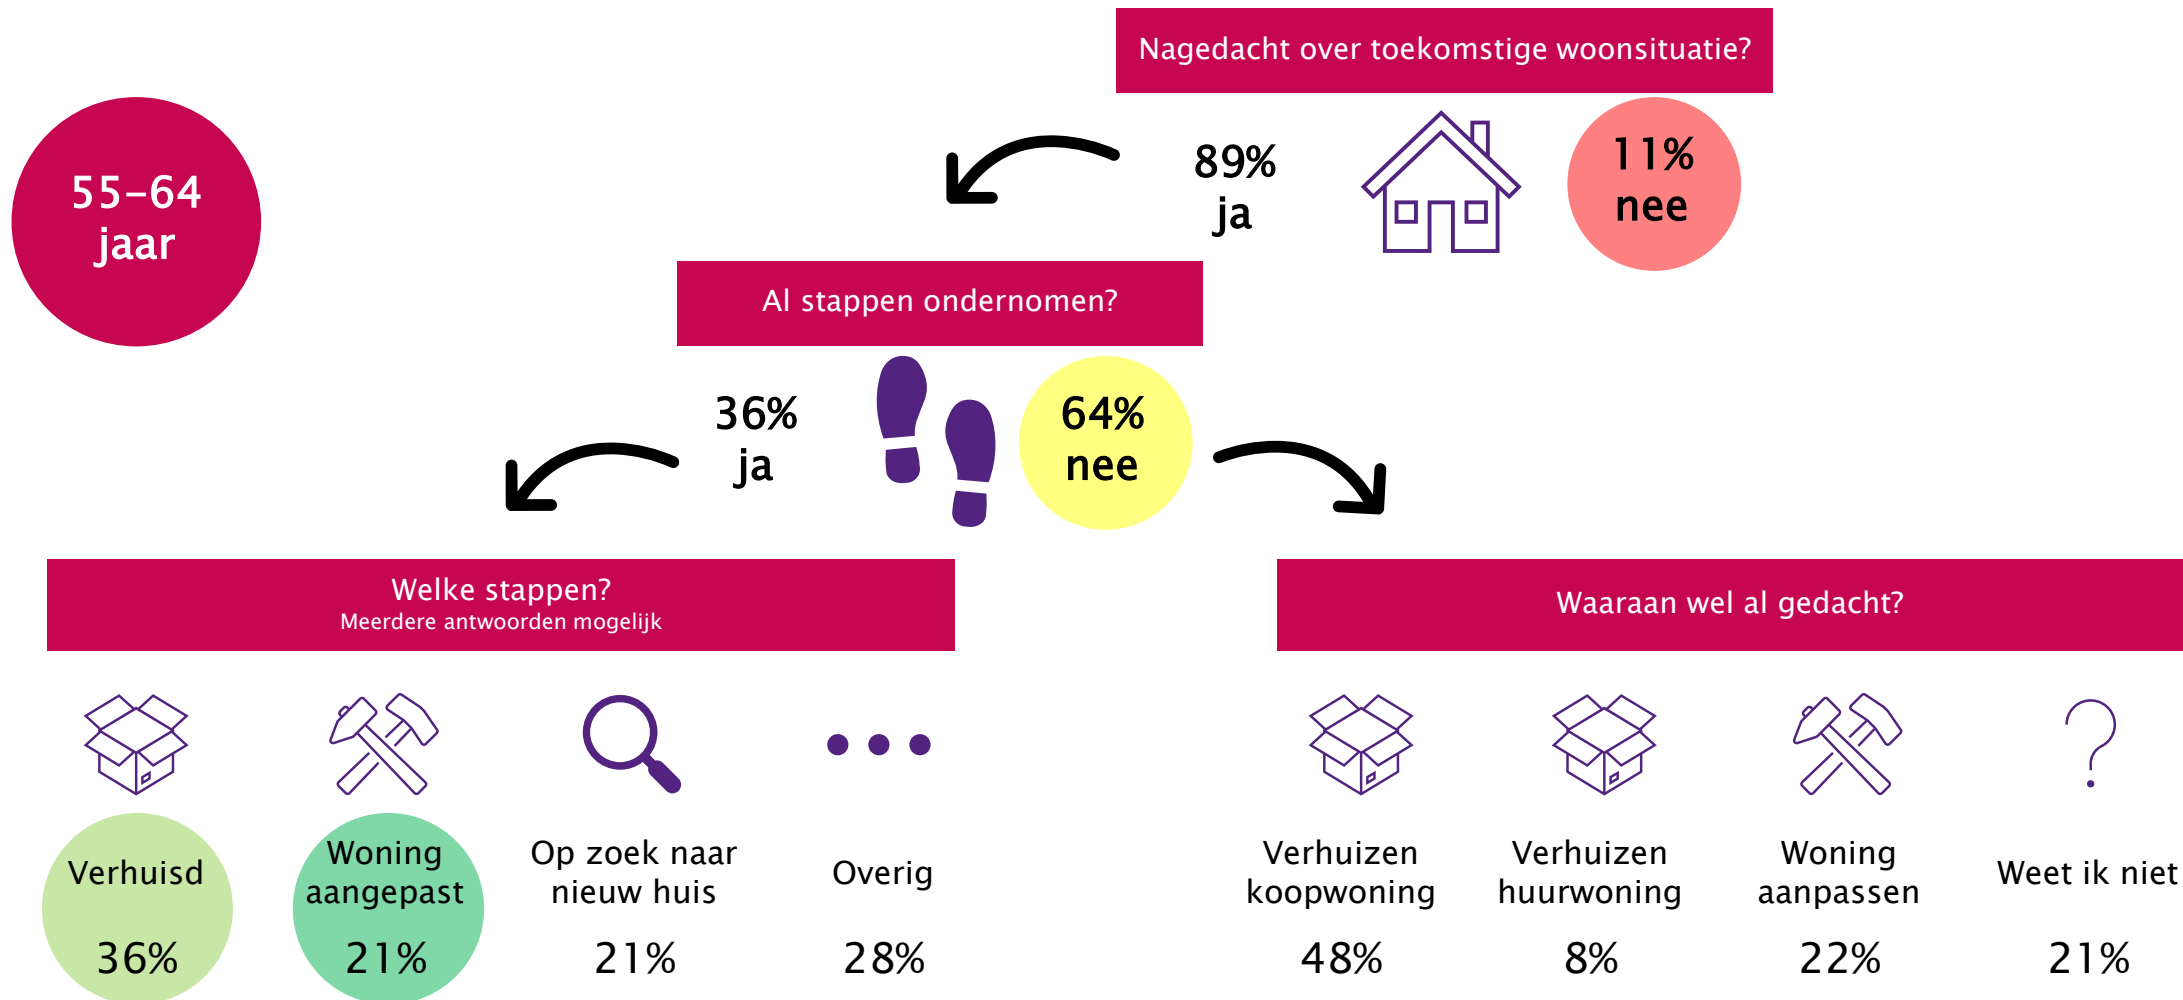 Nagedacht over toekomstige woonsituatie?
55-64
jaar
89%
ja
11%
nee
Al stappen ondernomen?
36%
ja
64%
nee
Welke stappen?
Meerdere antwoorden mogelijk
Verhuisd
36%
Woning
aangepast
21%
Op zoek naar
nieuw huis
21%
Overig
28%
Waaraan wel al gedacht?
Verhuizen
koopwoning
48%
Verhuizen
huurwoning
8%
Woning
aanpassen
22%
Weet ik niet
21%